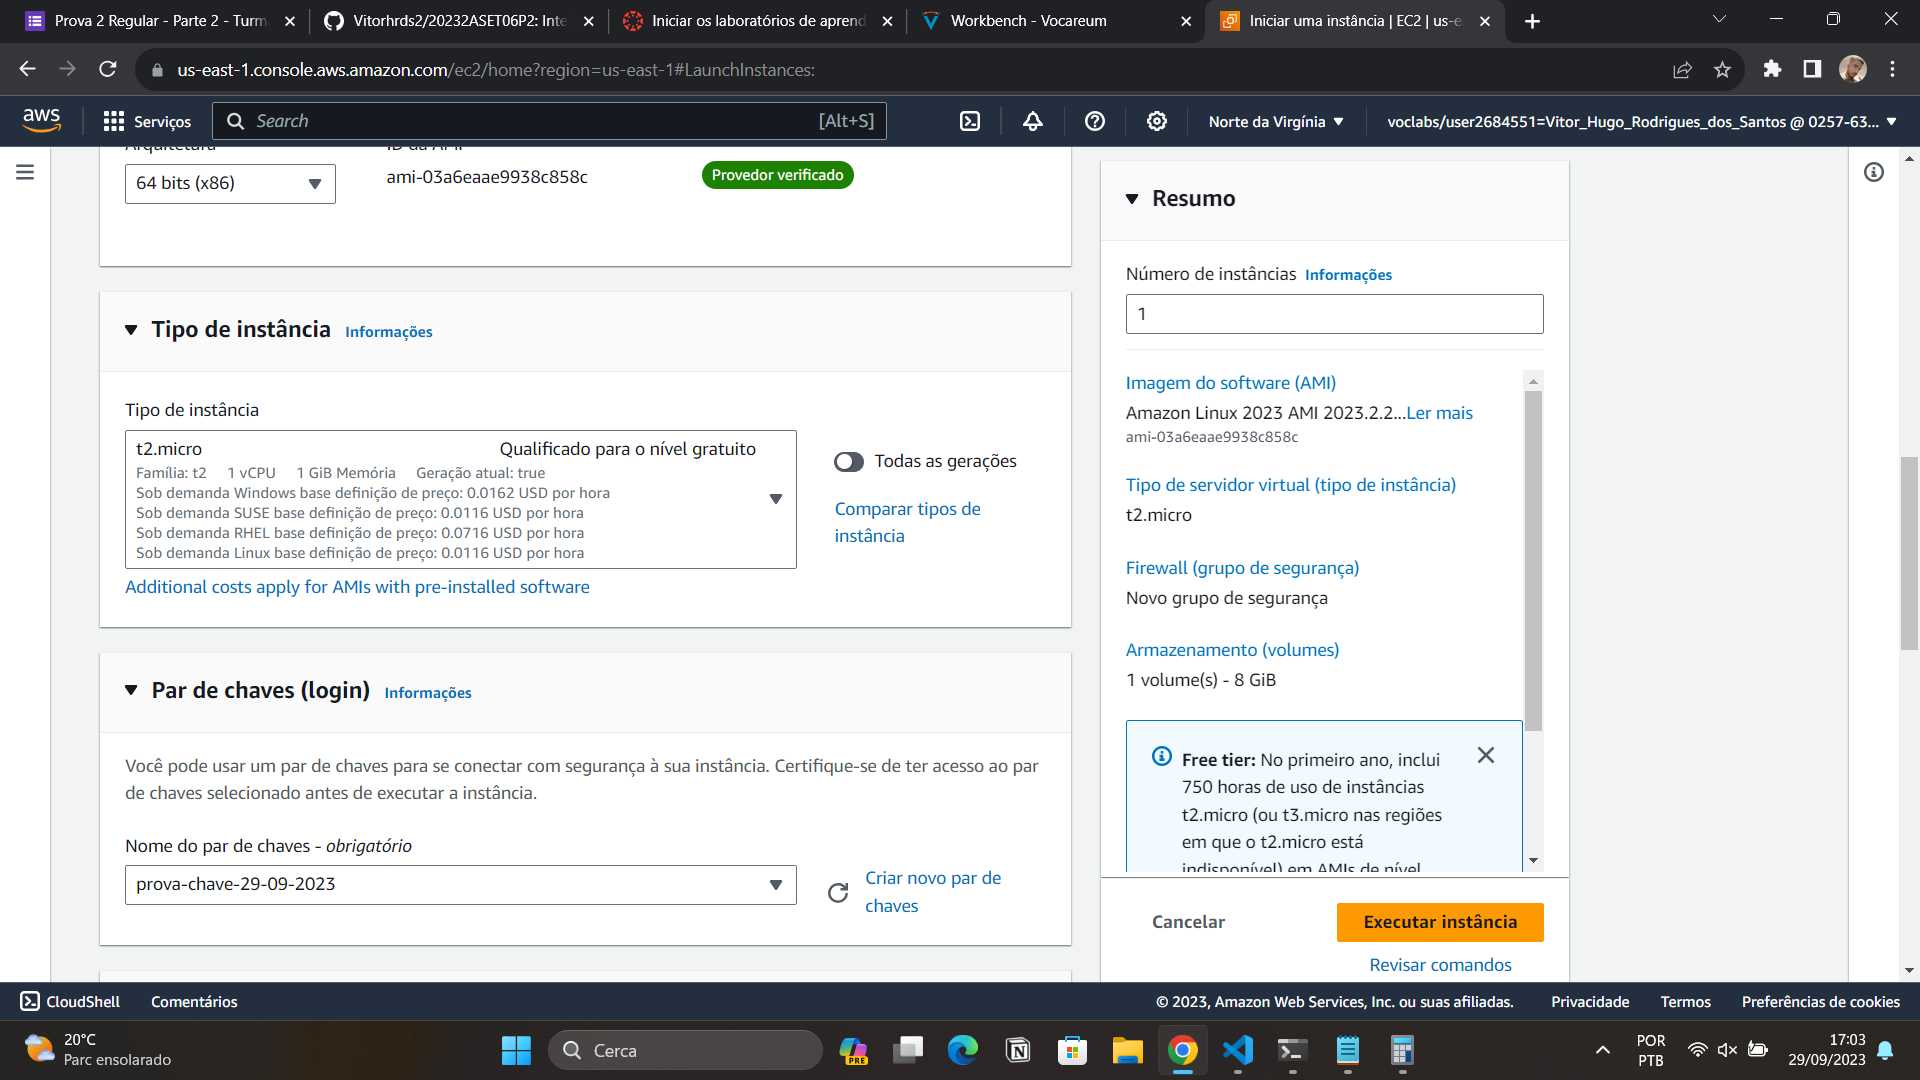 Prova 2 Regular - Parte 2 - Turm
Vitorhrds2/20232ASET06P2: Inte
Iniciar os laboratórios de aprend
Workbench - Vocareum
Iniciar uma instância | EC2 | us-e
us-east-1.console.aws.amazon.com/ec2/home?region=us-east-1#LaunchInstances:
aws
Serviços
Search
[Alt+S]
Norte da Virgínia
voclabs/user2684551=Vitor_Hugo_Rodrigues_dos_Santos @ 0257-63...
Arquitetura
ID da AMI
64 bits (x86)
ami-03a6eaae9938c858c
Provedor verificado
Tipo de instância Informações
Tipo de instância
t2.micro
Qualificado para o nível gratuito
Família: t2 1 vCPU 1 GiB Memória Geração atual: true
Sob demanda Windows base definição de preço: 0.0162 USD por hora
Sob demanda SUSE base definição de preço: 0.0116 USD por hora
Sob demanda RHEL base definição de preço: 0.0716 USD por hora
Sob demanda Linux base definição de preço: 0.0116 USD por hora
Todas as gerações
Comparar tipos de
instância
Additional costs apply for AMIs with pre-installed software
Par de chaves (login) Informações
Você pode usar um par de chaves para se conectar com segurança à sua instância. Certifique-se de ter acesso ao par
de chaves selecionado antes de executar a instância.
Nome do par de chaves - obrigatório
prova-chave-29-09-2023
Criar novo par de
chaves
Resumo
Número de instâncias Informações
1
Imagem do software (AMI)
Amazon Linux 2023 AMI 2023.2.2...Ler mais
ami-03a6eaae9938c858c
Tipo de servidor virtual (tipo de instância)
t2.micro
Firewall (grupo de segurança)
Novo grupo de segurança
Armazenamento (volumes)
1 volume(s) - 8 GiB
Free tier: No primeiro ano, inclui
750 horas de uso de instâncias
t2.micro (ou t3.micro nas regiões
em que o t2.micro está
indisponível) em AMIs de nível
Cancelar
Executar instância
Revisar comandos
CloudShell
Comentários
© 2023, Amazon Web Services, Inc. ou suas afiliadas.
Privacidade
Termos
Preferências de cookies
20°C
Parc ensolarado
Cerca
PRE
POR
PTB
17:03
29/09/2023